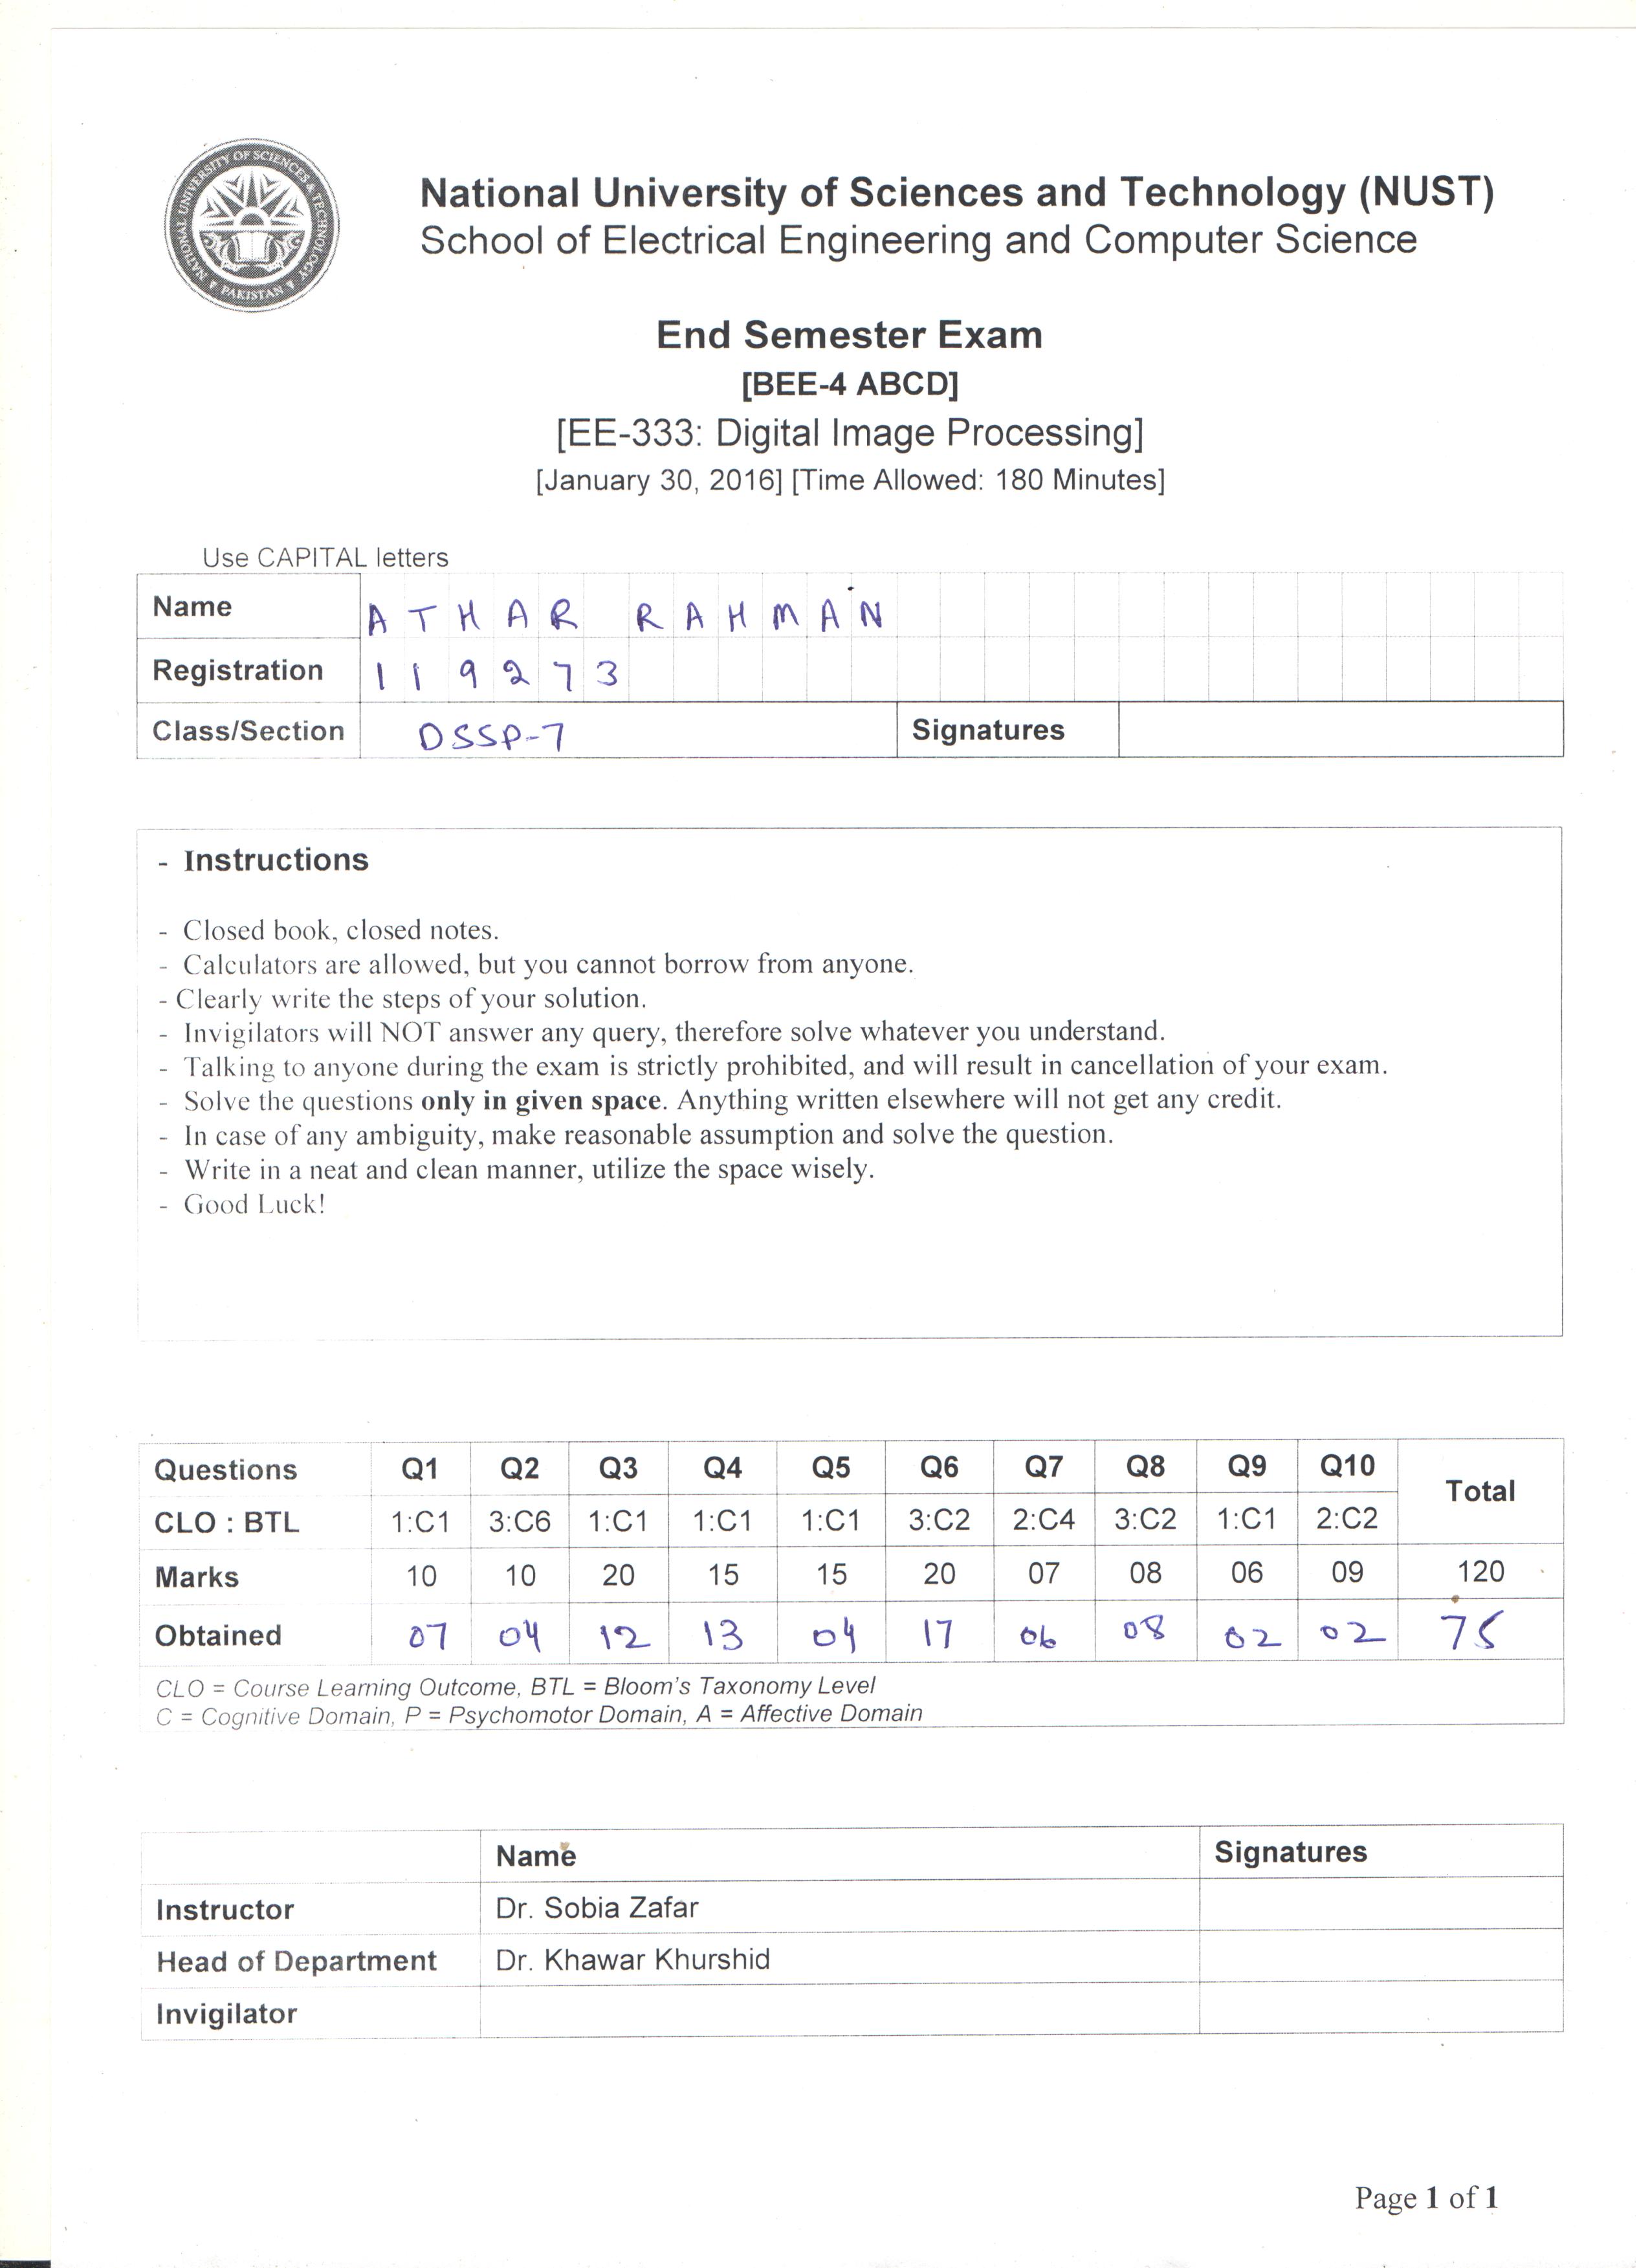 NATIONAL UNIVERSITY OF SCIENCES & TECHNOLOGY
PAKISTAN
National University of Sciences and Technology (NUST)
School of Electrical Engineering and Computer Science
End Semester Exam
[BEE-4 ABCD]
[EE-333: Digital Image Processing]
[January 30, 2016] [Time Allowed: 180 Minutes]
Use CAPITAL letters
Name ATHAR RAHMAN
Registration 119273
Class/Section DSSP-7 Signatures
- Instructions
- Closed book, closed notes.
- Calculators are allowed, but you cannot borrow from anyone.
- Clearly write the steps of your solution.
- Invigilators will NOT answer any query, therefore solve whatever you understand.
- Talking to anyone during the exam is strictly prohibited, and will result in cancellation of your exam.
- Solve the questions only in given space. Anything written elsewhere will not get any credit.
- In case of any ambiguity, make reasonable assumption and solve the question.
- Write in a neat and clean manner, utilize the space wisely.
- Good Luck!
Questions Q1 Q2 Q3 Q4 Q5 Q6 Q7 Q8 Q9 Q10 Total
CLO : BTL 1:C1 3:C6 1:C1 1:C1 1:C1 3:C2 2:C4 3:C2 1:C1 2:C2
Marks 10 10 20 15 15 20 07 08 06 09 120
Obtained 07 04 12 13 04 17 06 08 02 02 75
CLO = Course Learning Outcome, BTL = Bloom's Taxonomy Level
C = Cognitive Domain, P = Psychomotor Domain, A = Affective Domain
Name Signatures
Instructor Dr. Sobia Zafar
Head of Department Dr. Khawar Khurshid
Invigilator
Page 1 of 1